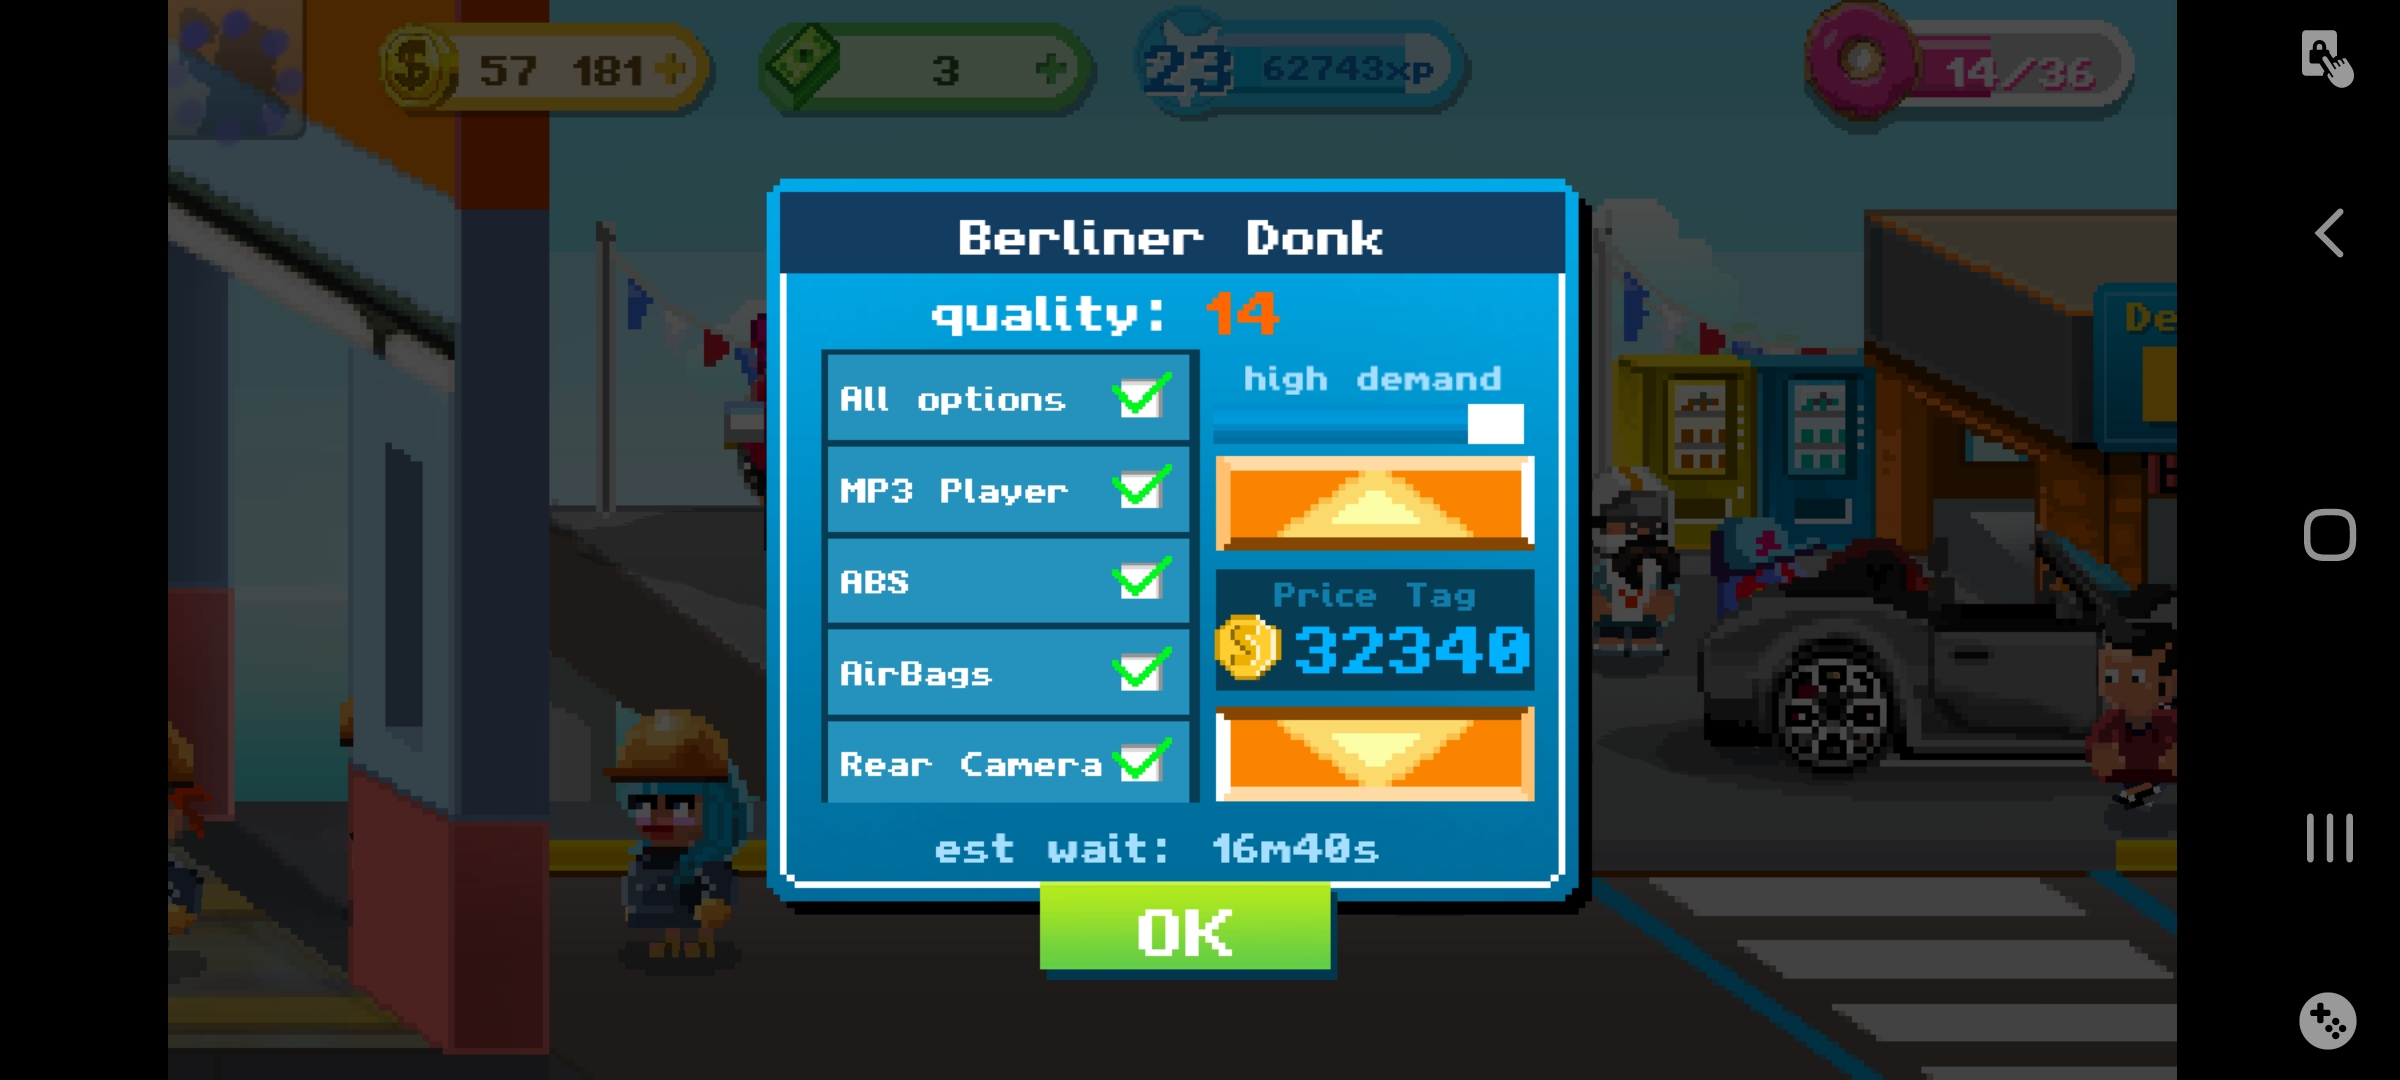 57 181
3
23 62743xp
14/36
Berliner Donk
quality: 14
All options
MP3 Player
ABS
AirBags
Rear Camera
high demand
Price Tag
32340
est wait: 16m40s
OK
De